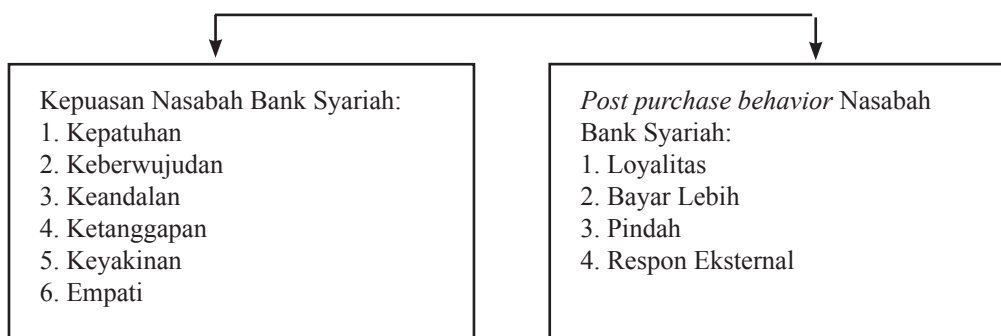 Kepuasan Nasabah Bank Syariah:
1. Kepatuhan
2. Keberwujudan
3. Keandalan
4. Ketanggapan
5. Keyakinan
6. Empati
Post purchase behavior Nasabah
Bank Syariah:
1. Loyalitas
2. Bayar Lebih
3. Pindah
4. Respon Eksternal